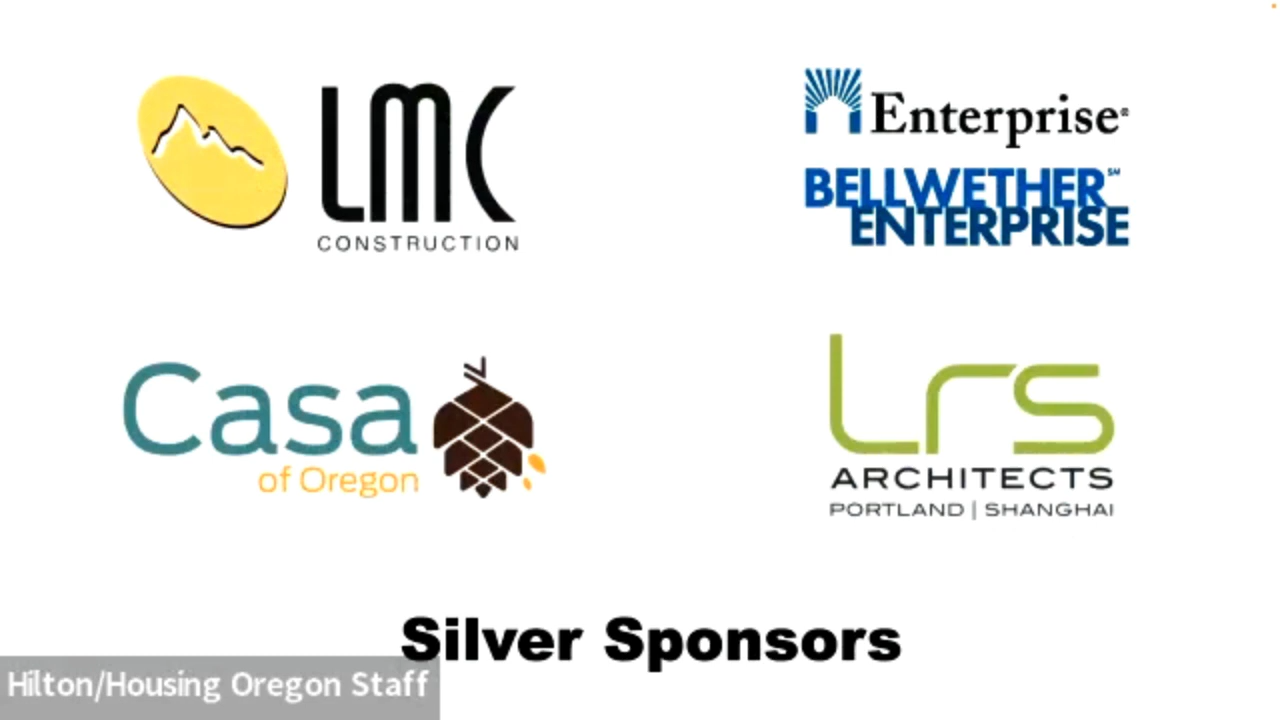 LMC
CONSTRUCTION
Enterprise®
BELLWETHER℠
ENTERPRISE
Casa
of Oregon
Lrs
ARCHITECTS
PORTLAND | SHANGHAI
Silver Sponsors
Hilton/Housing Oregon Staff